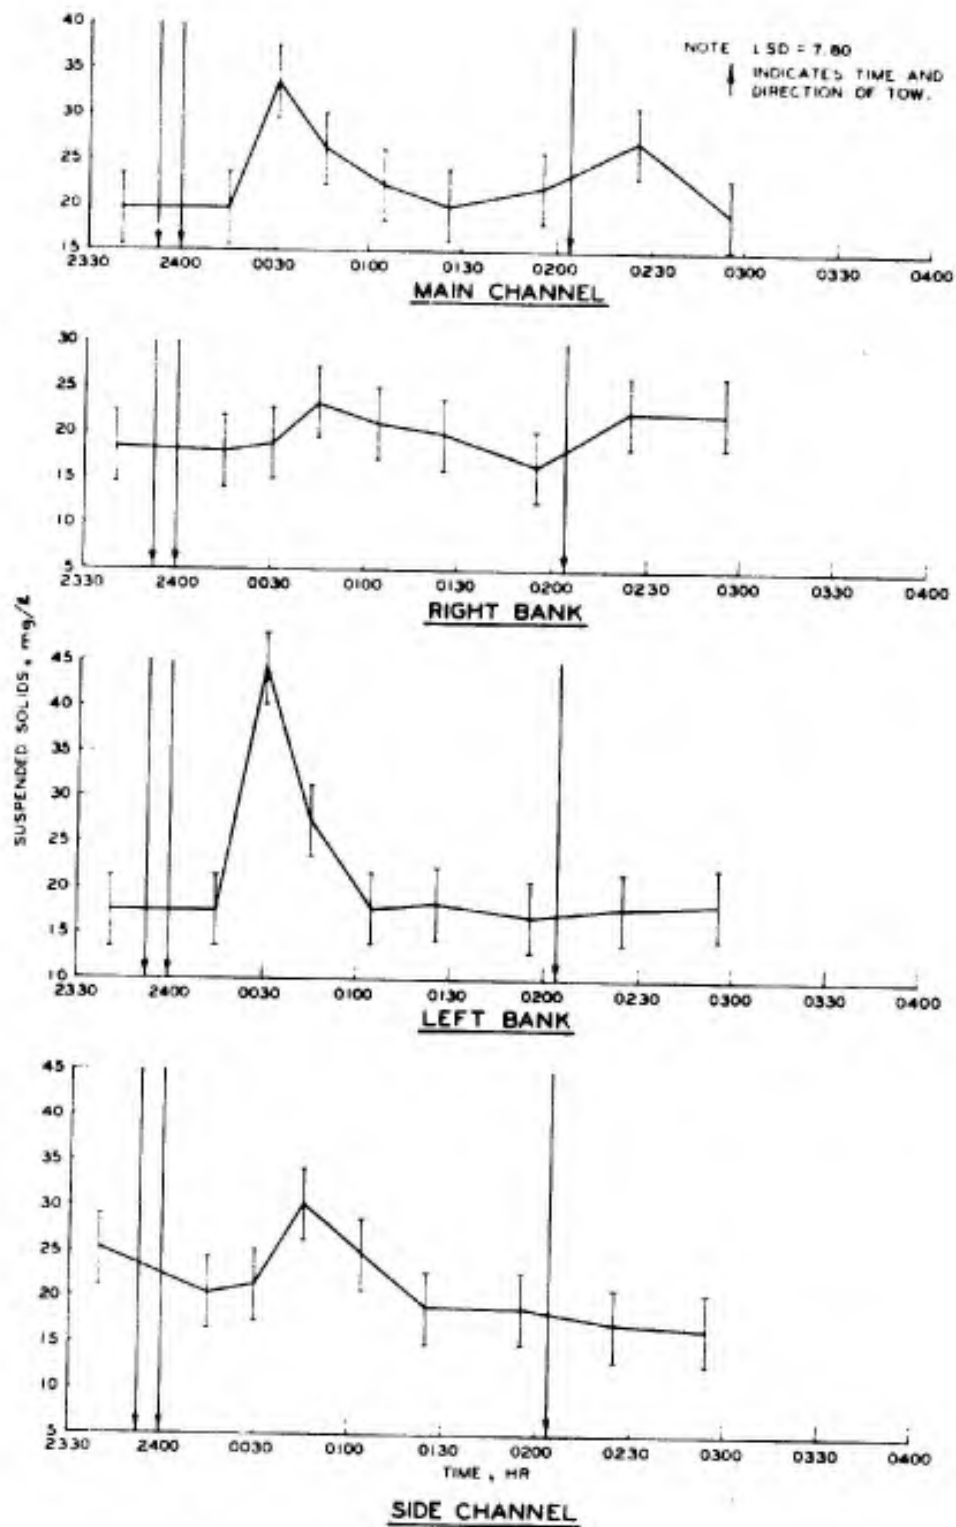 40
35
30
25
20
15
NOTE LSD = 7.80
INDICATES TIME AND
DIRECTION OF TOW.
2330 2400 0030 0100 0130 0200 0230 0300 0330 0400
MAIN CHANNEL
30
25
20
15
10
5
2330 2400 0030 0100 0130 0200 0230 0300 0330 0400
RIGHT BANK
SUSPENDED SOLIDS, mg/ℓ
45
40
35
30
25
20
15
10
2330 2400 0030 0100 0130 0200 0230 0300 0330 0400
LEFT BANK
45
40
35
30
25
20
15
10
5
2330 2400 0030 0100 0130 0200 0230 0300 0330 0400
TIME, HR
SIDE CHANNEL